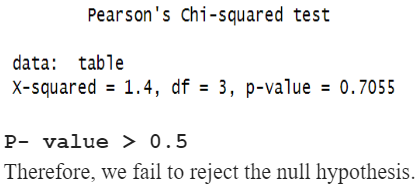 Pearson's Chi-squared test
data: table
X-squared = 1.4, df = 3, p-value = 0.7055
P- value > 0.5
Therefore, we fail to reject the null hypothesis.